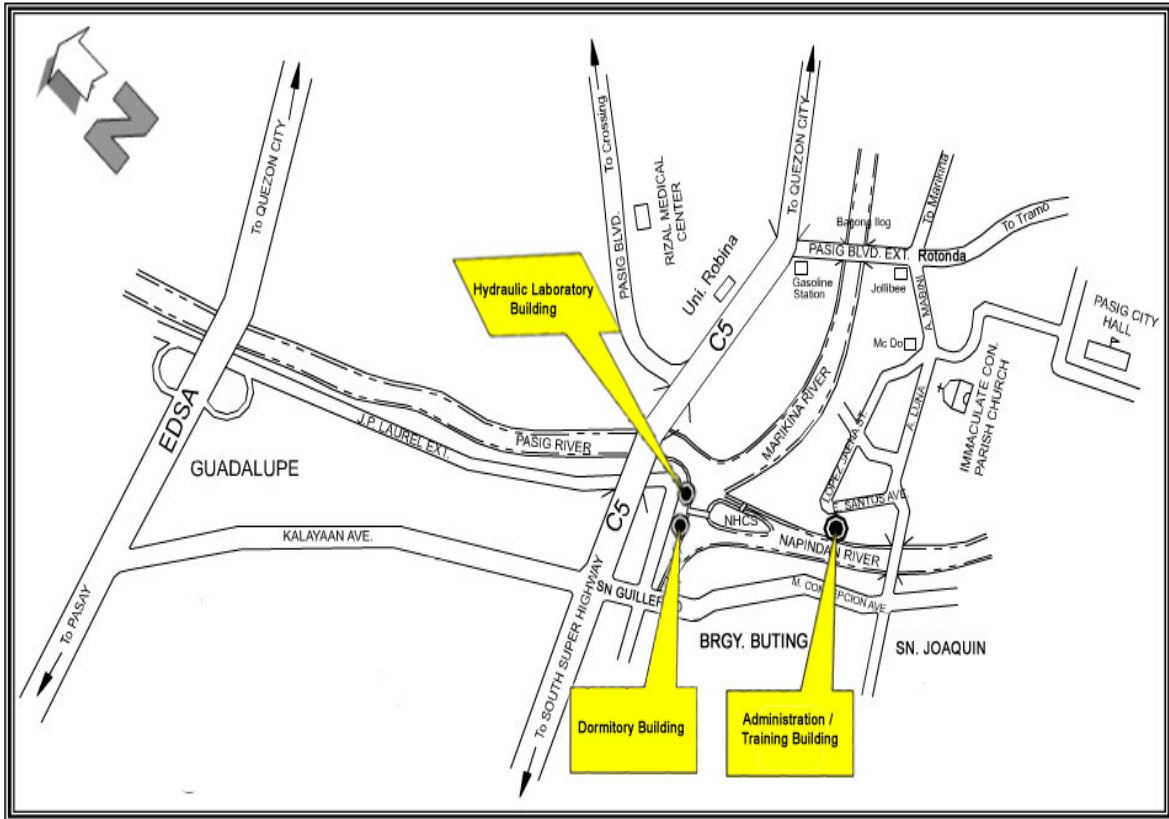 N
To QUEZON CITY
To Crossing
PASIG BLVD.
RIZAL MEDICAL
CENTER
To QUEZON CITY
Uni. Robina
C5
Bagong Ilog
To Marikina
To Tramo
PASIG BLVD. EXT.
Rotonda
Gasoline
Station
Jollibee
A. MABINI
Mc Do
PASIG CITY
HALL
Hydraulic Laboratory
Building
EDSA
J.P. LAUREL EXT.
PASIG RIVER
MARIKINA RIVER
GUADALUPE
LOPEZ JAENA ST.
A. LUNA
IMMACULATE CON.
PARISH CHURCH
E. SANTOS AVE.
C5
NHCS
NAPINDAN RIVER
KALAYAAN AVE.
SN GUILLER
M. CONCEPCION AVE.
To PASAY
BRGY. BUTING
SN. JOAQUIN
To SOUTH SUPER HIGHWAY
Dormitory Building
Administration /
Training Building